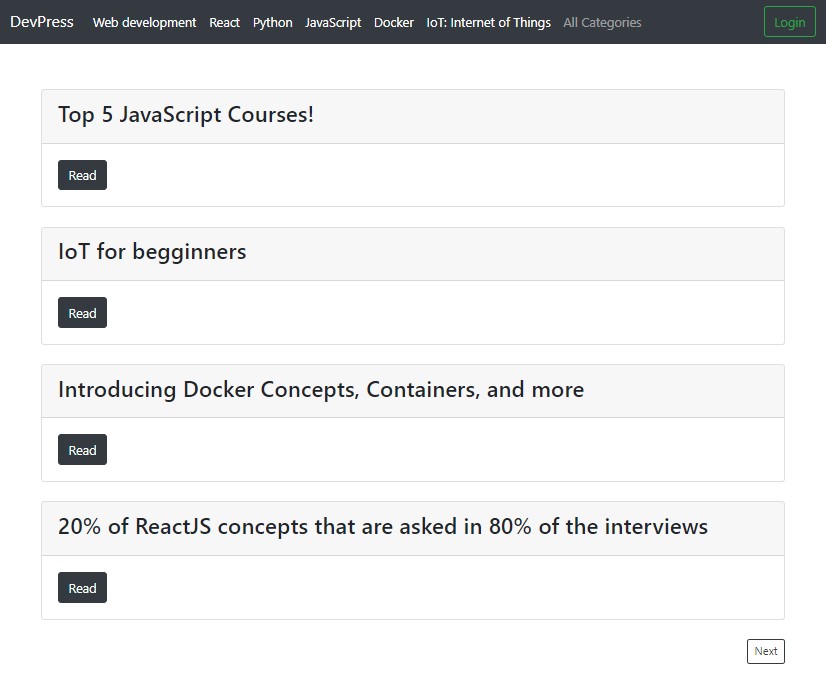 DevPress Web development React Python JavaScript Docker IoT: Internet of Things All Categories Login
Top 5 JavaScript Courses!
Read
IoT for begginners
Read
Introducing Docker Concepts, Containers, and more
Read
20% of ReactJS concepts that are asked in 80% of the interviews
Read
Next